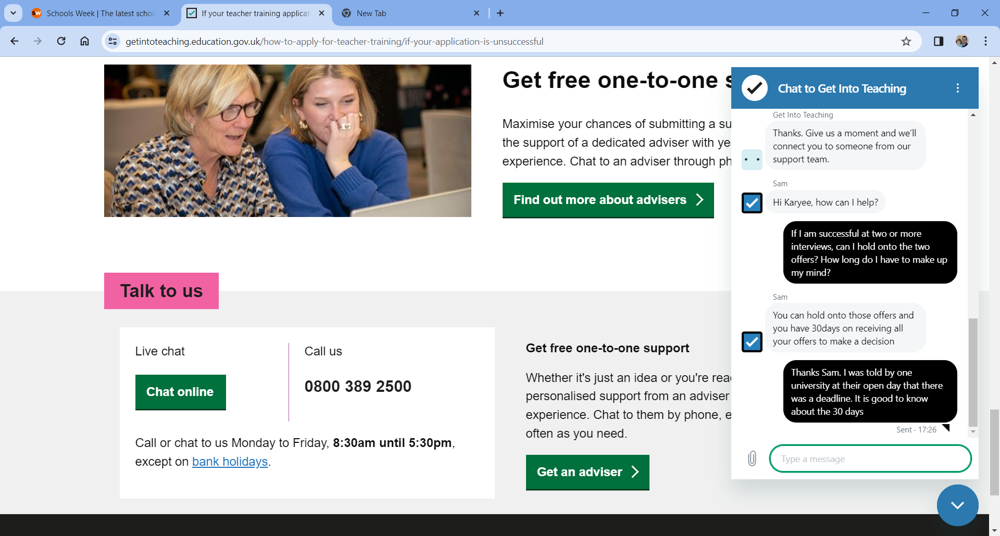 SW Schools Week | The latest schoo
If your teacher training applicat
New Tab
getintoteaching.education.gov.uk/how-to-apply-for-teacher-training/if-your-application-is-unsuccessful
Get free one-to-one s
Maximise your chances of submitting a su
the support of a dedicated adviser with ye
experience. Chat to an adviser through ph
Find out more about advisers
Talk to us
Live chat
Chat online
Call us
0800 389 2500
Call or chat to us Monday to Friday, 8:30am until 5:30pm,
except on bank holidays.
Get free one-to-one support
Whether it's just an idea or you're rea
personalised support from an adviser
experience. Chat to them by phone, e
often as you need.
Get an adviser
Chat to Get Into Teaching
Get Into Teaching
Thanks. Give us a moment and we'll
connect you to someone from our
support team.
Sam
Hi Karyee, how can I help?
If I am successful at two or more
interviews, can I hold onto the two
offers? How long do I have to make up
my mind?
Sam
You can hold onto those offers and
you have 30days on receiving all
your offers to make a decision
Thanks Sam. I was told by one
university at their open day that there
was a deadline. It is good to know
about the 30 days
Sent · 17:26
Type a message